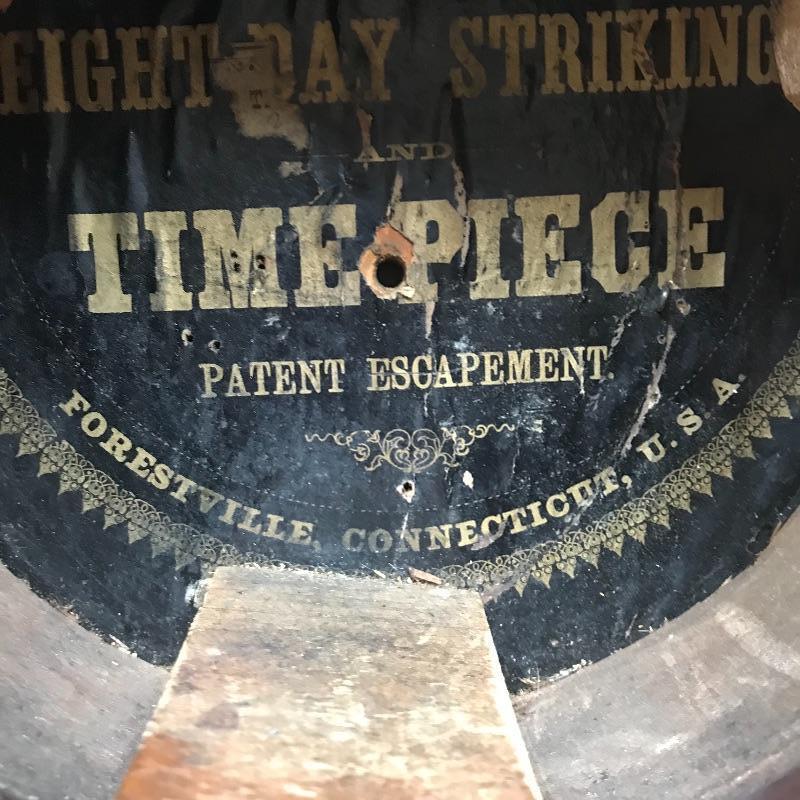 EIGHT DAY STRIKING
AND
TIME PIECE
PATENT ESCAPEMENT.
FORESTVILLE, CONNECTICUT, U.S.A.